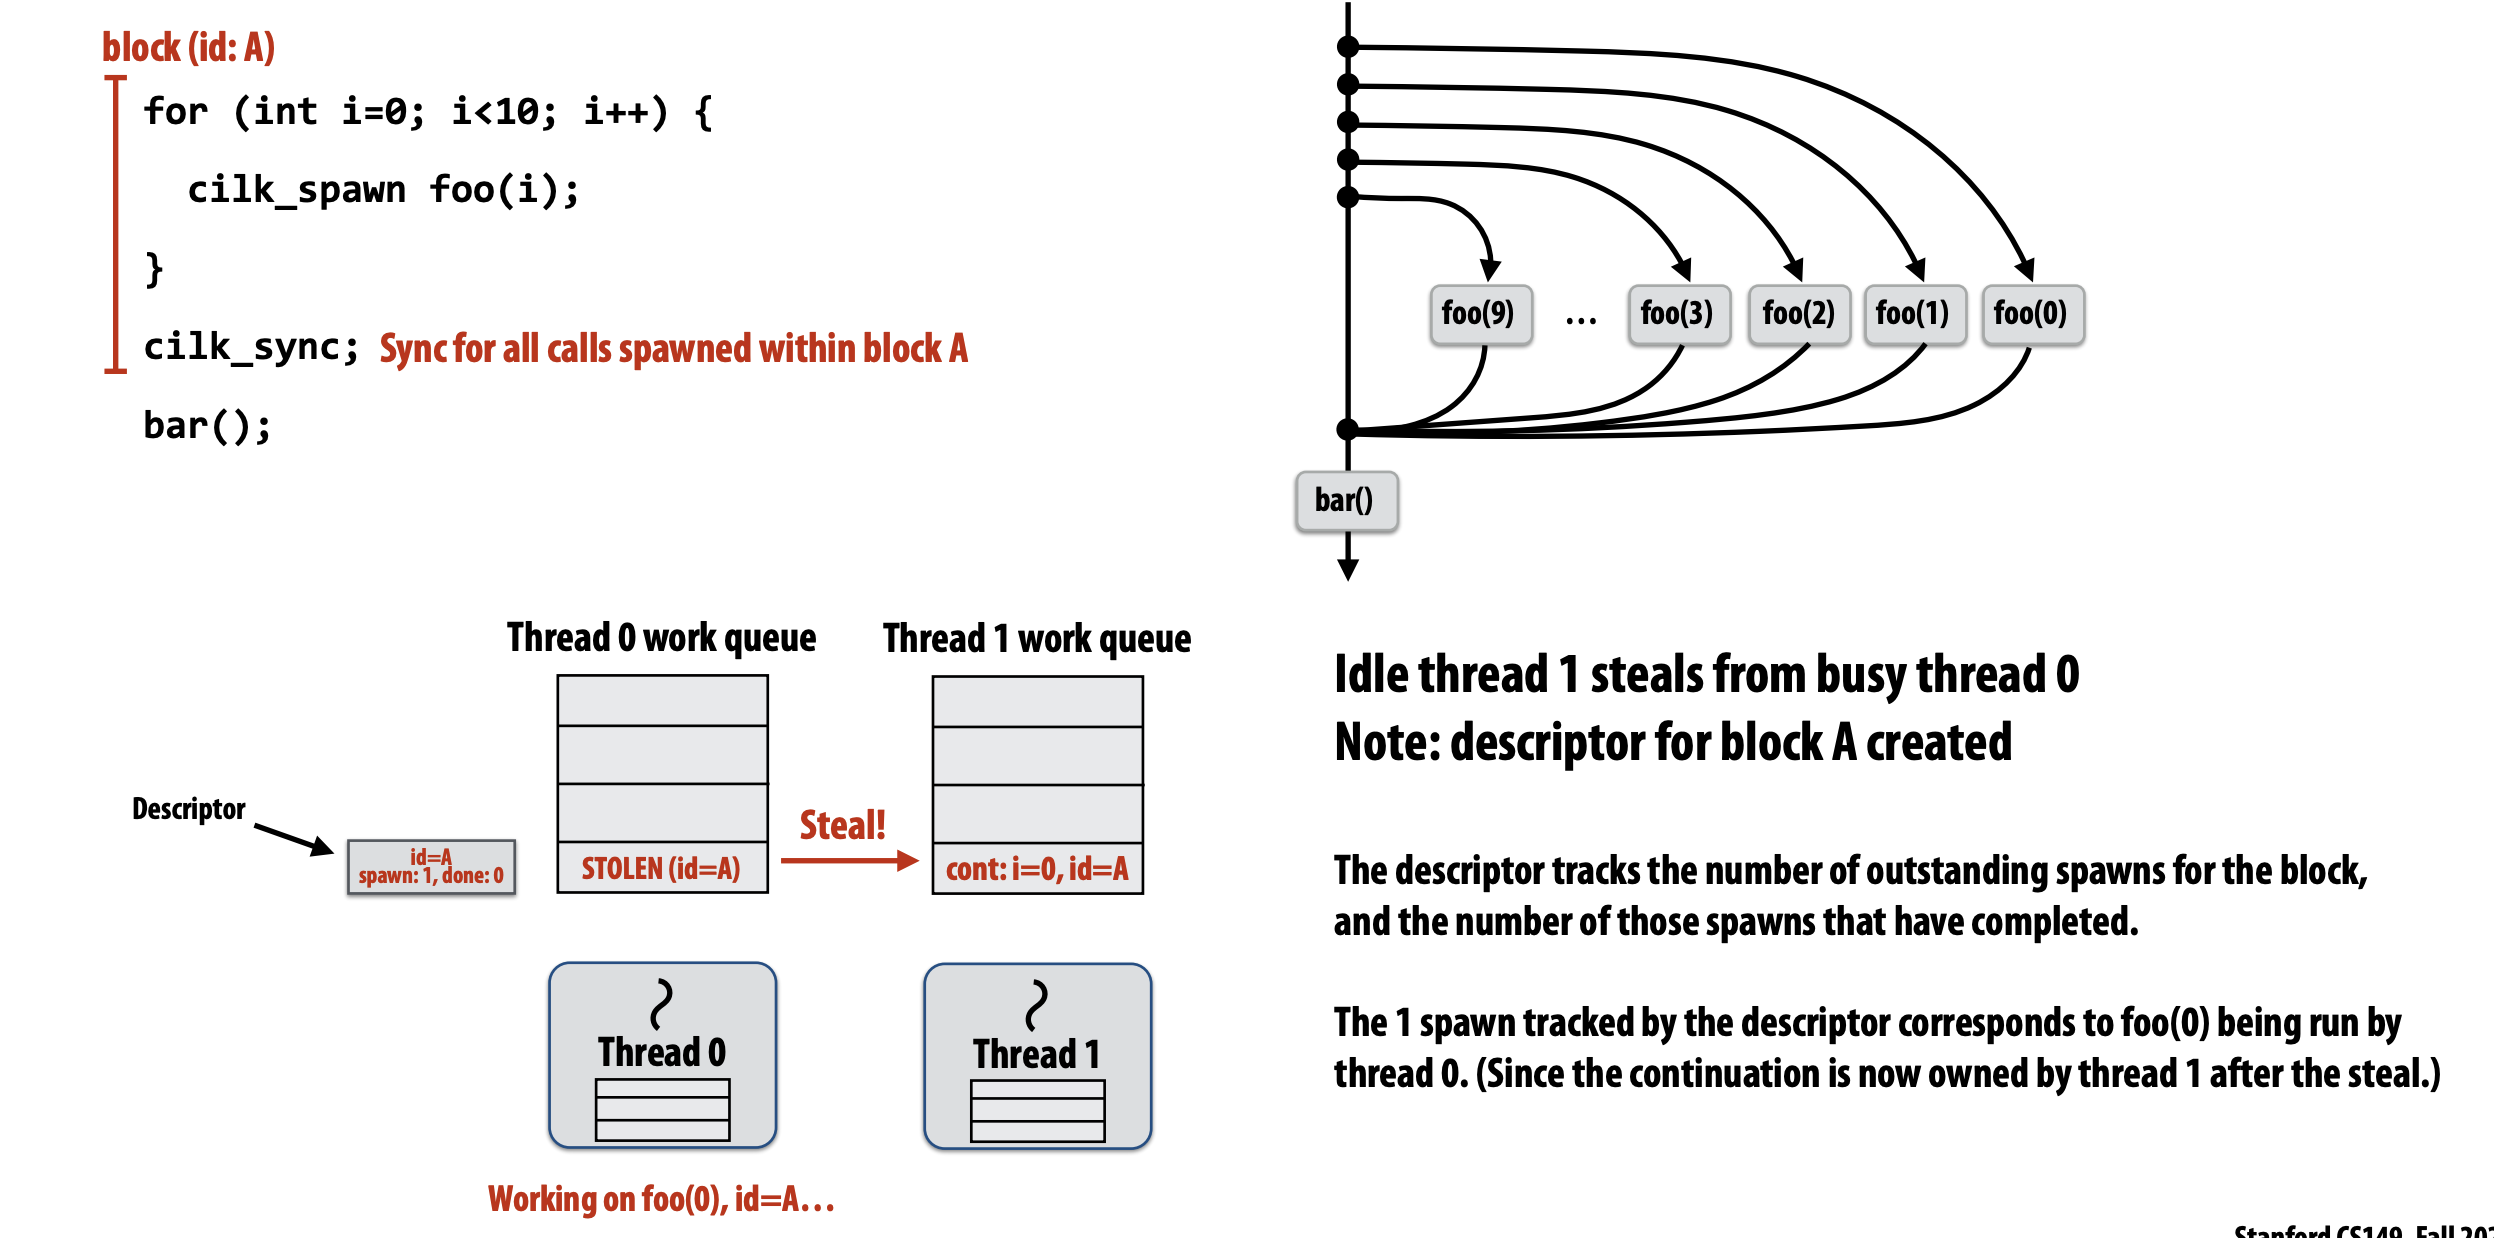 block (id: A)
for (int i=0; i<10; i++) {
cilk_spawn foo(i);
}
cilk_sync; Sync for all calls spawned within block A
bar();
foo(9) ... foo(3) foo(2) foo(1) foo(0)
bar()
Thread 0 work queue
Thread 1 work queue
Descriptor
id=A
spawn: 1, done: 0
STOLEN (id=A)
Steal!
cont: i=0, id=A
Thread 0
Thread 1
Working on foo(0), id=A...
Idle thread 1 steals from busy thread 0
Note: descriptor for block A created
The descriptor tracks the number of outstanding spawns for the block,
and the number of those spawns that have completed.
The 1 spawn tracked by the descriptor corresponds to foo(0) being run by
thread 0. (Since the continuation is now owned by thread 1 after the steal.)
Stanford CS149, Fall